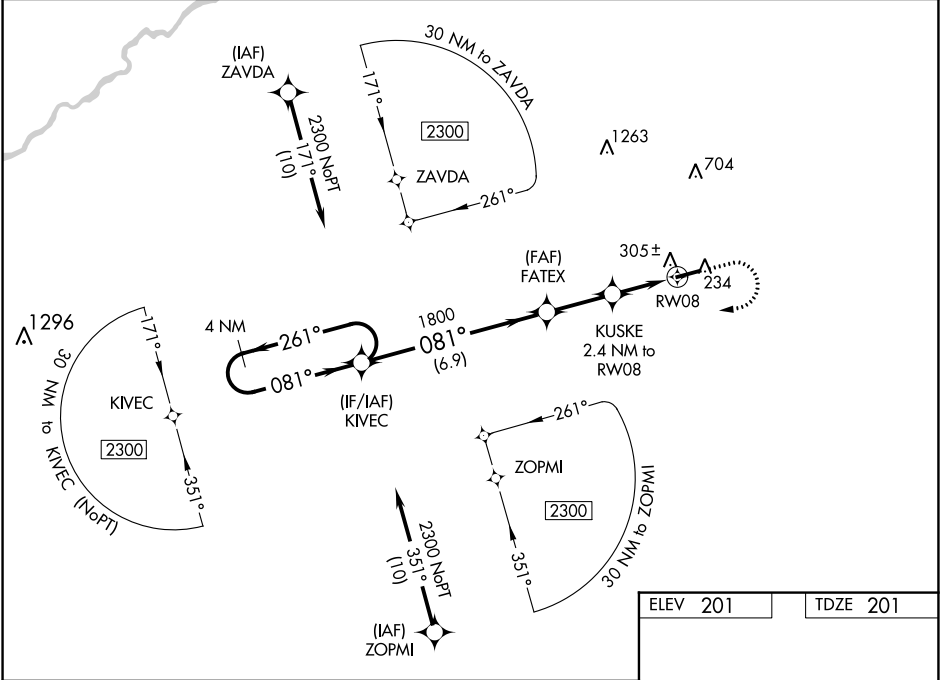 (IAF)
ZAVDA
2300 NoPT
171°
(10)
30 NM to ZAVDA
171°
2300
ZAVDA
261°
1263
704
(FAF)
FATEX
305±
234
RW08
KUSKE
2.4 NM to
RW08
1296
171°
4 NM
261°
1800
081°
(6.9)
081°
(IF/IAF)
KIVEC
KIVEC
2300
30 NM to KIVEC (NoPT)
351°
261°
ZOPMI
2300
351°
30 NM to ZOPMI
2300 NoPT
351°
(10)
(IAF)
ZOPMI
ELEV 201
TDZE 201